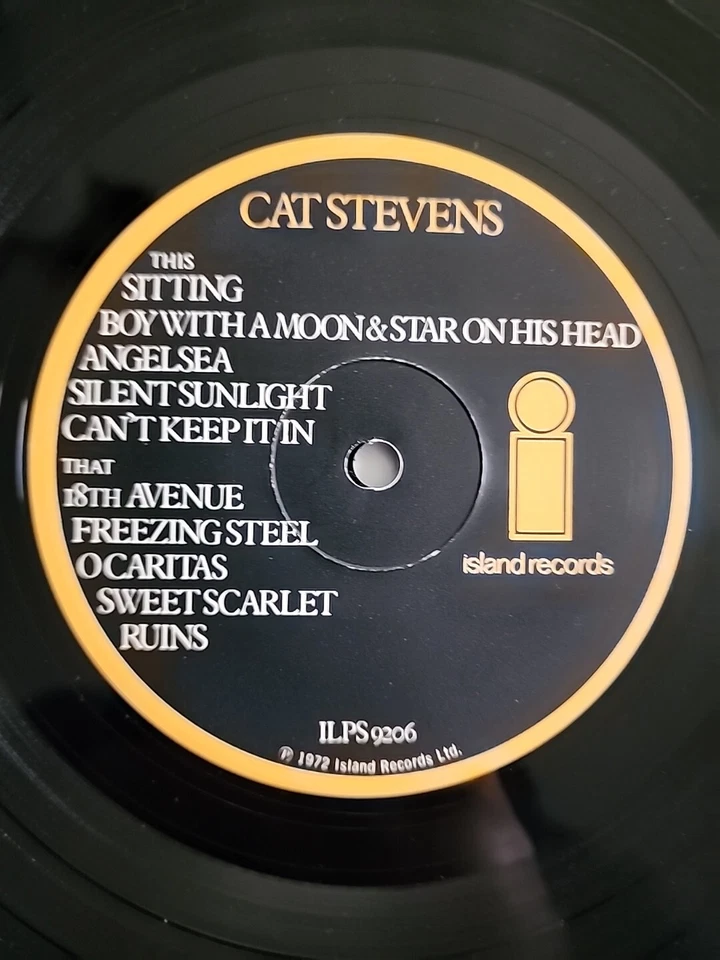 CAT STEVENS
THIS
SITTING
BOY WITH A MOON & STAR ON HIS HEAD
ANGELSEA
SILENT SUNLIGHT
CAN'T KEEP IT IN
THAT
18TH AVENUE
FREEZING STEEL
O CARITAS
SWEET SCARLET
RUINS
i
island records
ILPS 9206
℗ 1972 Island Records Ltd.